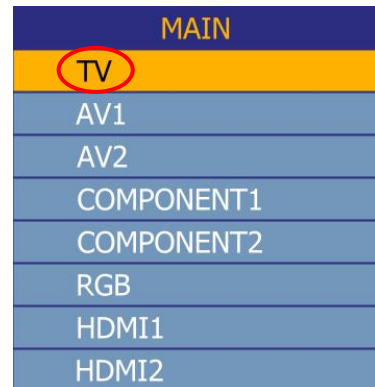 MAIN
TV
AV1
AV2
COMPONENT1
COMPONENT2
RGB
HDMI1
HDMI2